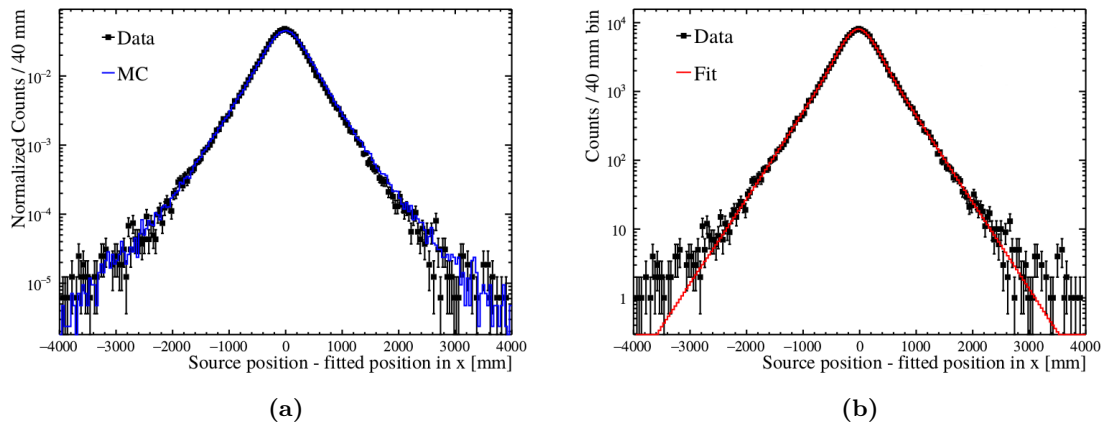 Normalized Counts / 40 mm
10⁻²
10⁻³
10⁻⁴
10⁻⁵
Data
MC
−4000 −3000 −2000 −1000 0 1000 2000 3000 4000
Source position - fitted position in x [mm]
(a)
Counts / 40 mm bin
10⁴
10³
10²
10
1
Data
Fit
−4000 −3000 −2000 −1000 0 1000 2000 3000 4000
Source position - fitted position in x [mm]
(b)